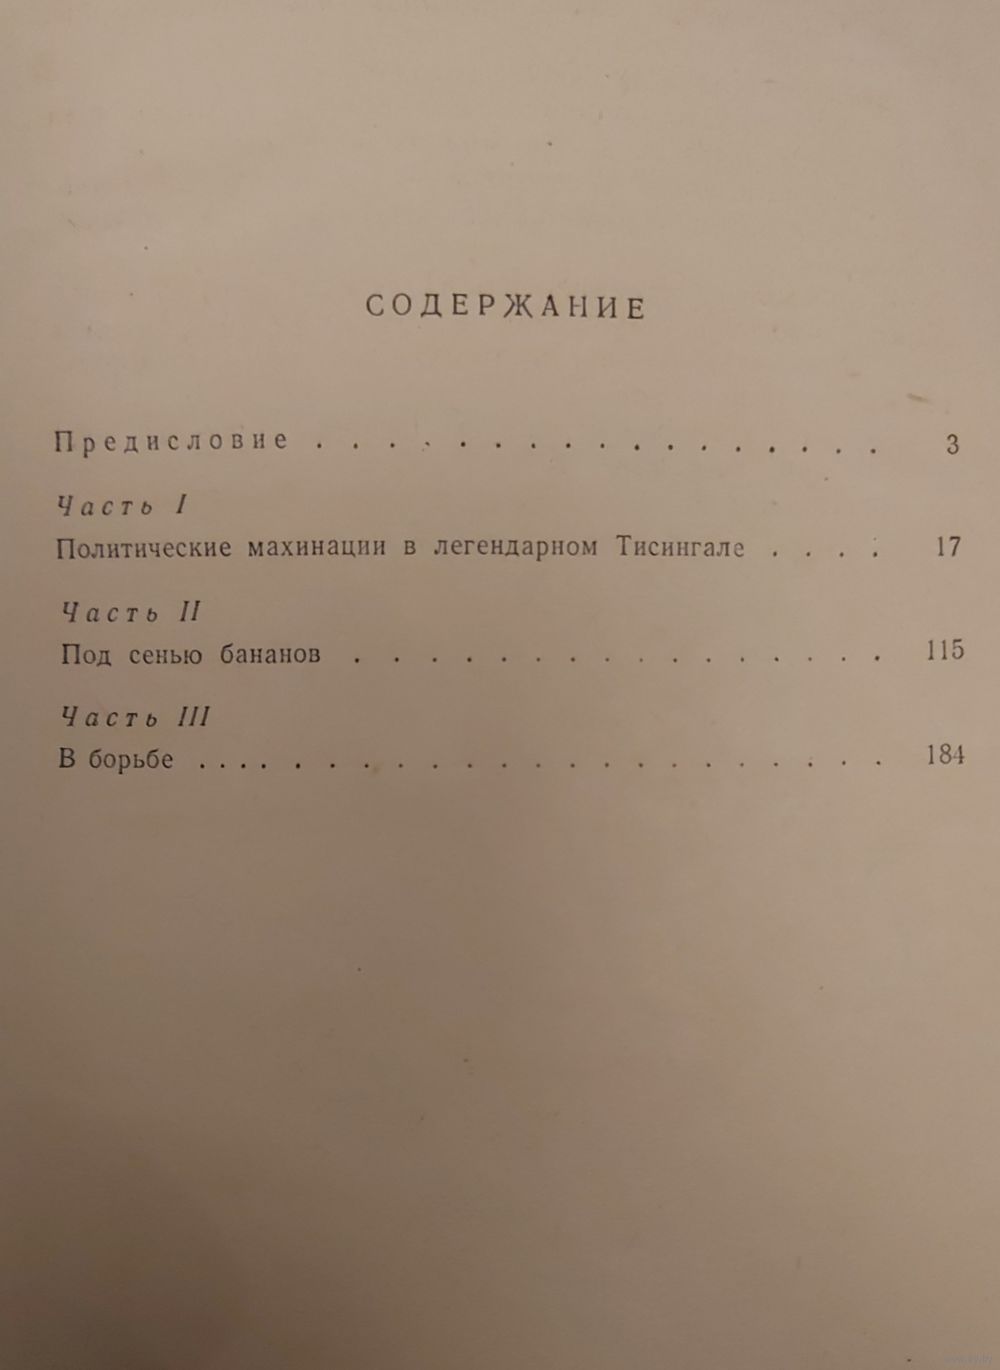 СОДЕРЖАНИЕ
Предисловие . . . . . . . . . . . . . . . . 3
Часть I
Политические махинации в легендарном Тисингале . . . . 17
Часть II
Под сенью бананов . . . . . . . . . . . . . . . 115
Часть III
В борьбе . . . . . . . . . . . . . . . . . . . . . 184